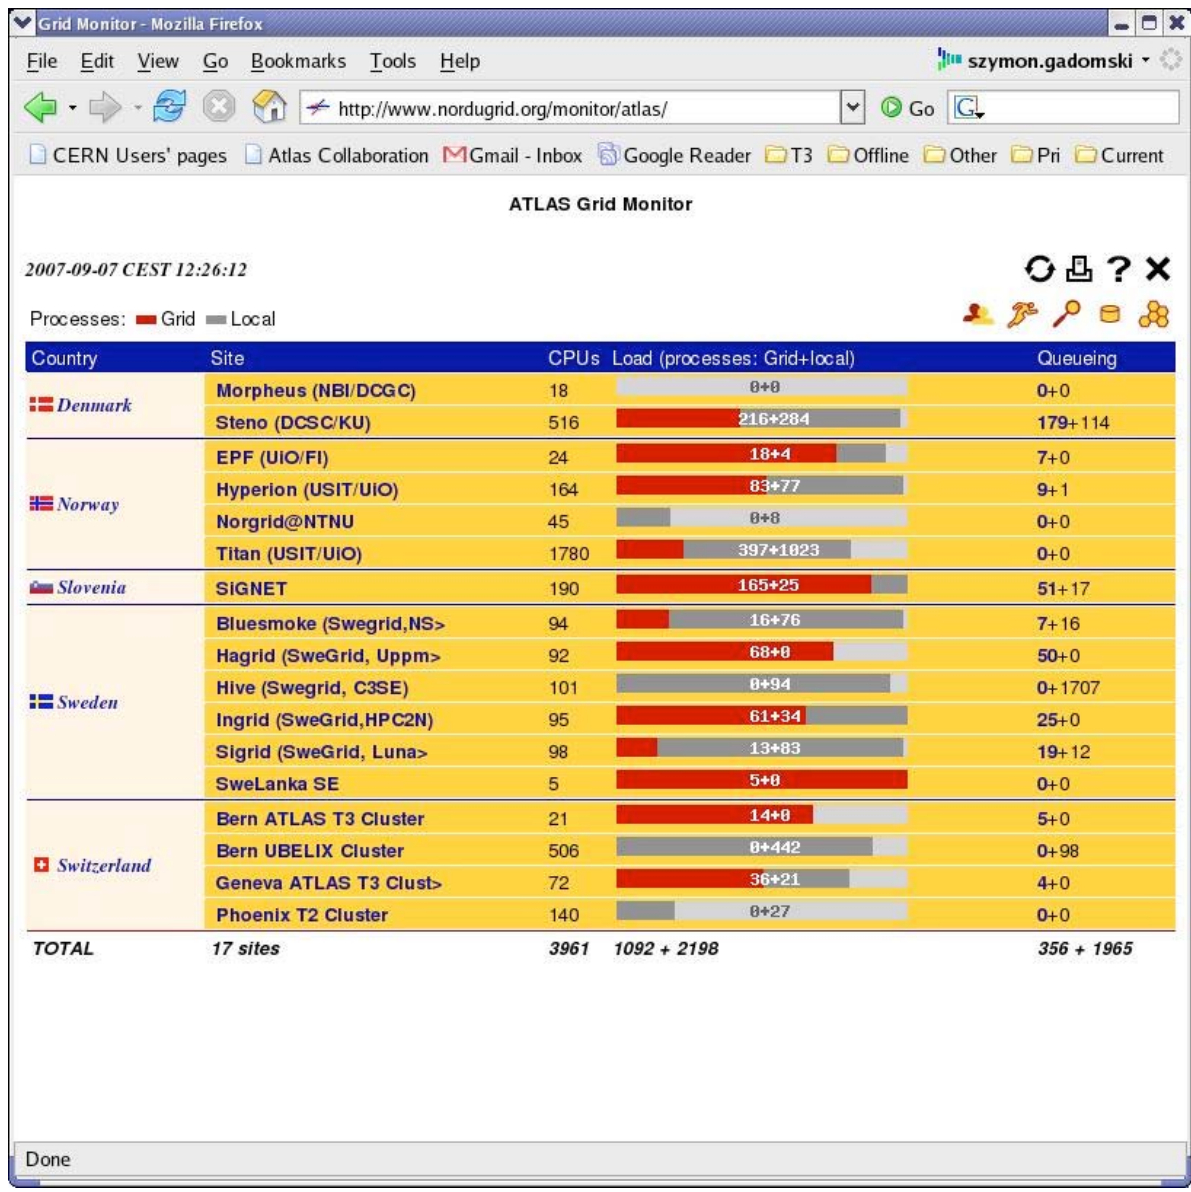 Grid Monitor - Mozilla Firefox
File Edit View Go Bookmarks Tools Help szymon.gadomski
http://www.nordugrid.org/monitor/atlas/ Go G
CERN Users' pages Atlas Collaboration Gmail - Inbox Google Reader T3 Offline Other Pri Current
ATLAS Grid Monitor
2007-09-07 CEST 12:26:12
Processes: Grid Local
Country Site CPUs Load (processes: Grid+local) Queueing
Denmark
Morpheus (NBI/DCGC) 18 0+0 0+0
Steno (DCSC/KU) 516 216+284 179+114
Norway
EPF (UiO/FI) 24 18+4 7+0
Hyperion (USIT/UiO) 164 83+77 9+1
Norgrid@NTNU 45 0+8 0+0
Titan (USIT/UiO) 1780 397+1023 0+0
Slovenia SiGNET 190 165+25 51+17
Sweden
Bluesmoke (Swegrid,NS> 94 16+76 7+16
Hagrid (SweGrid, Uppm> 92 68+0 50+0
Hive (Swegrid, C3SE) 101 0+94 0+1707
Ingrid (SweGrid,HPC2N) 95 61+34 25+0
Sigrid (SweGrid, Luna> 98 13+83 19+12
SweLanka SE 5 5+0 0+0
Switzerland
Bern ATLAS T3 Cluster 21 14+0 5+0
Bern UBELIX Cluster 506 0+442 0+98
Geneva ATLAS T3 Clust> 72 36+21 4+0
Phoenix T2 Cluster 140 0+27 0+0
TOTAL 17 sites 3961 1092 + 2198 356 + 1965
Done